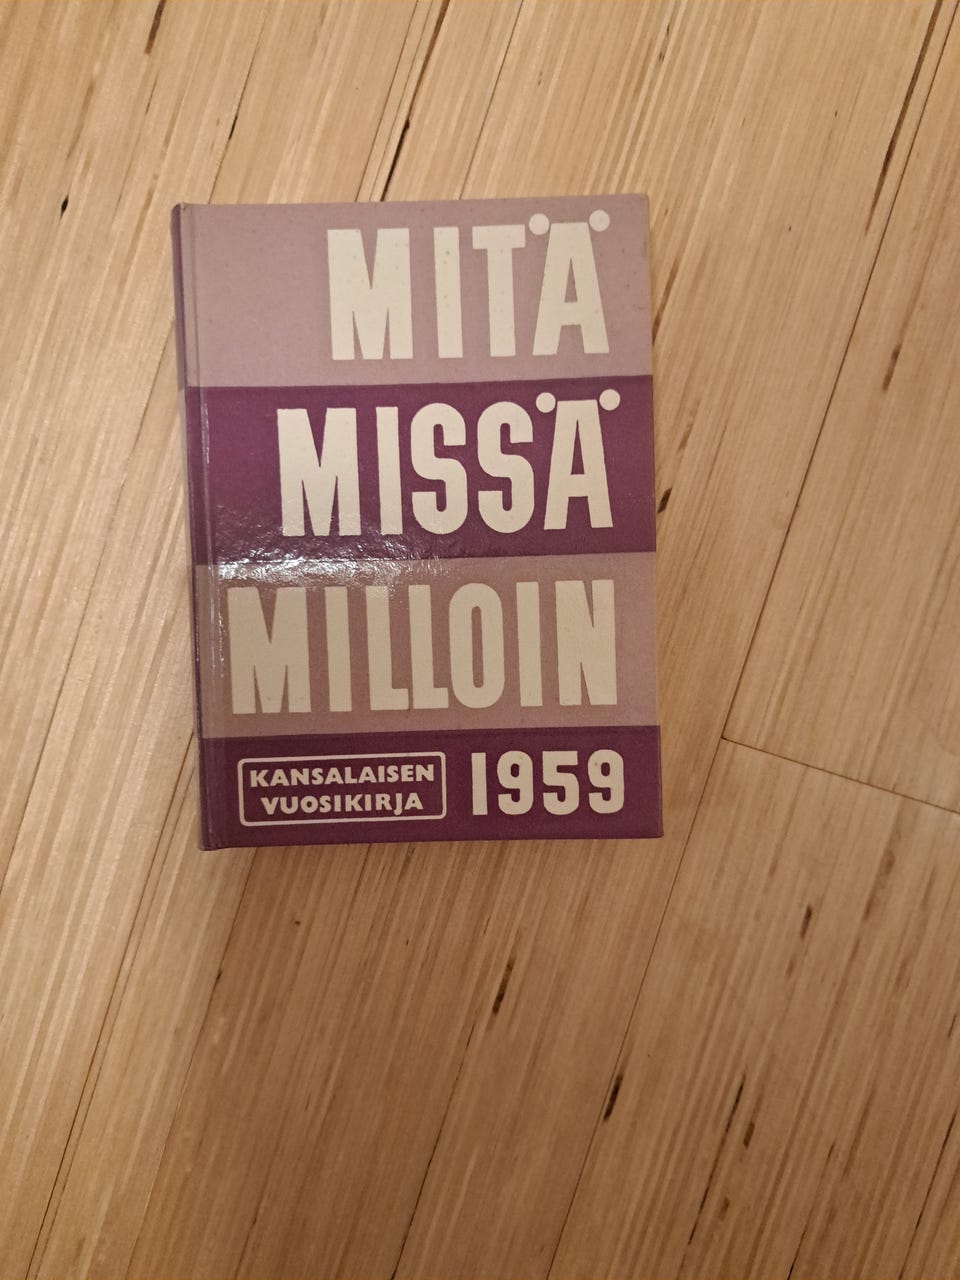 MITÄ
MISSÄ
MILLOIN
KANSALAISEN
VUOSIKIRJA
1959